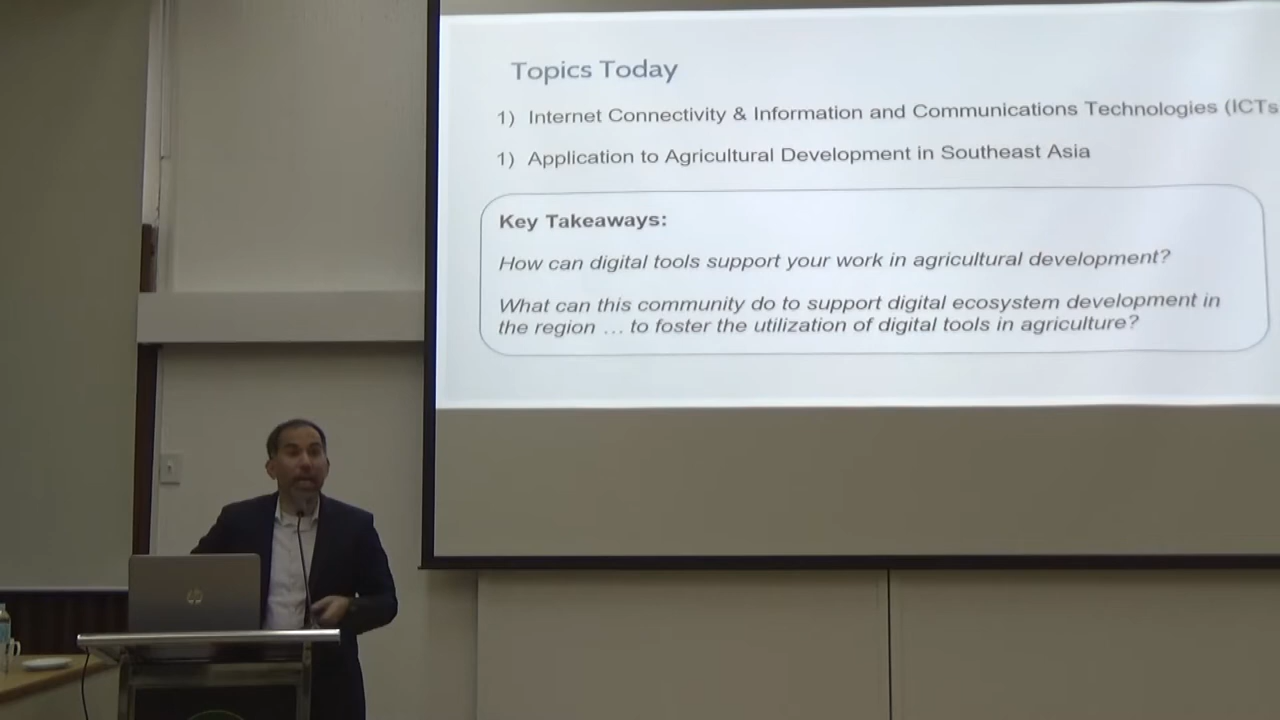 Topics Today
1) Internet Connectivity & Information and Communications Technologies (ICTs
1) Application to Agricultural Development in Southeast Asia
Key Takeaways:
How can digital tools support your work in agricultural development?
What can this community do to support digital ecosystem development in
the region … to foster the utilization of digital tools in agriculture?
hp